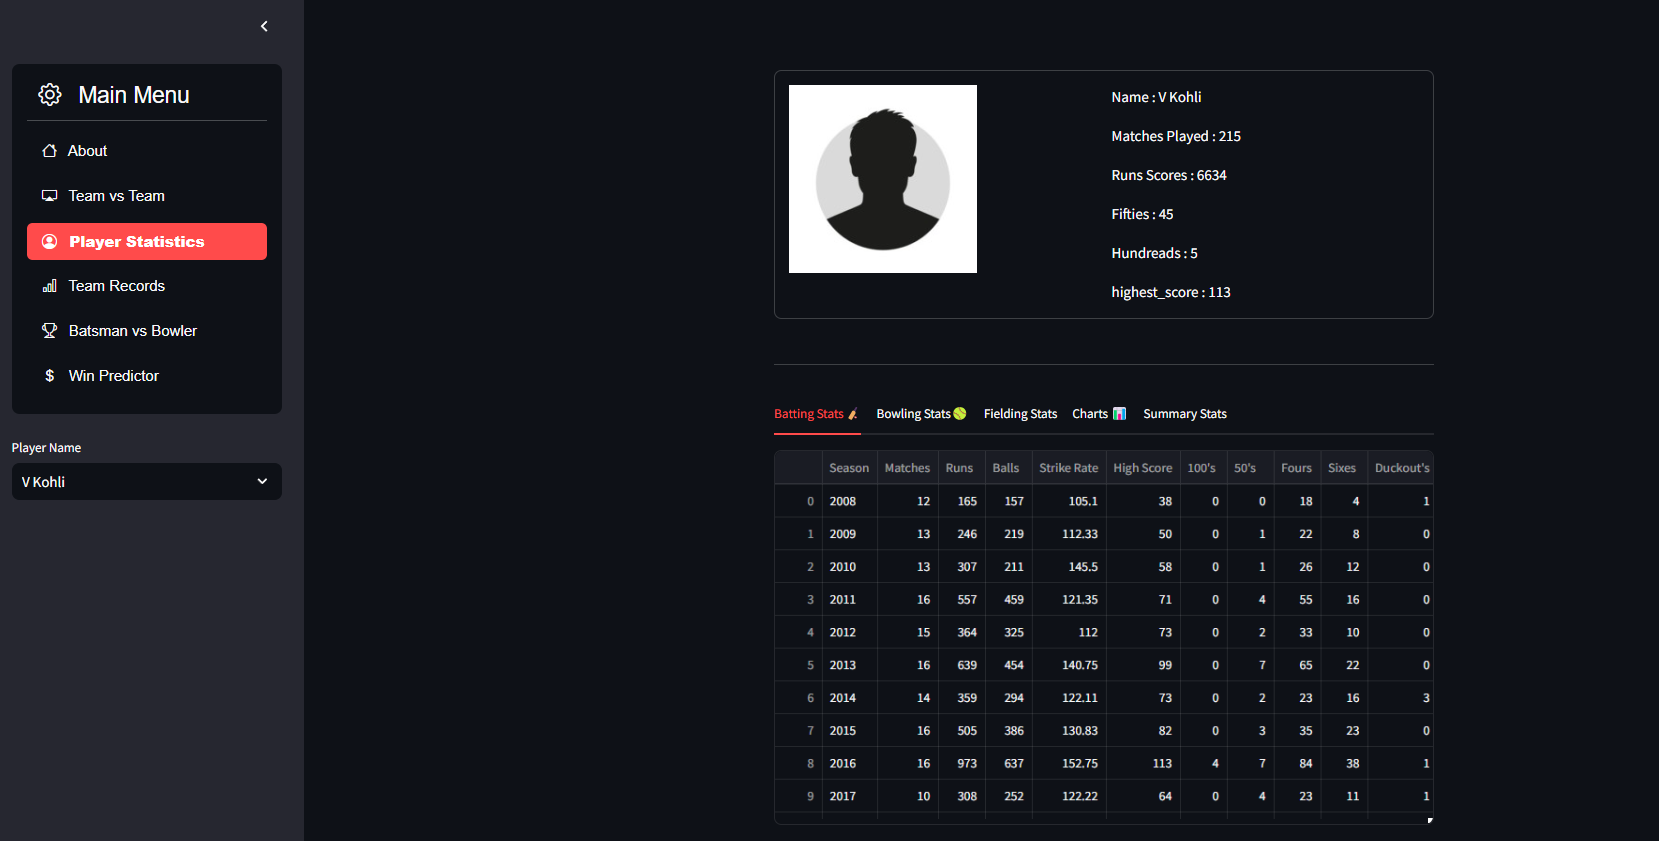 Main Menu
About
Team vs Team
Player Statistics
Team Records
Batsman vs Bowler
Win Predictor
Player Name
V Kohli
Name : V Kohli
Matches Played : 215
Runs Scores : 6634
Fifties : 45
Hundreads : 5
highest_score : 113
Batting Stats 🏏 Bowling Stats🥎 Fielding Stats Charts 📊 Summary Stats
Season Matches Runs Balls Strike Rate High Score 100's 50's Fours Sixes Duckout's
0 2008 12 165 157 105.1 38 0 0 18 4 1
1 2009 13 246 219 112.33 50 0 1 22 8 0
2 2010 13 307 211 145.5 58 0 1 26 12 0
3 2011 16 557 459 121.35 71 0 4 55 16 0
4 2012 15 364 325 112 73 0 2 33 10 0
5 2013 16 639 454 140.75 99 0 7 65 22 0
6 2014 14 359 294 122.11 73 0 2 23 16 3
7 2015 16 505 386 130.83 82 0 3 35 23 0
8 2016 16 973 637 152.75 113 4 7 84 38 1
9 2017 10 308 252 122.22 64 0 4 23 11 1